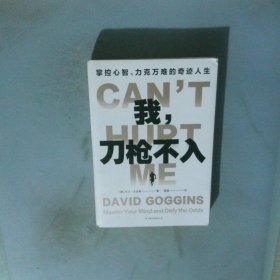 掌控心智、力克万难的奇迹人生
CAN'T
HURT
我，
刀枪不入
ME
DAVID GOGGINS
Master Your Mind and Defy the Odds